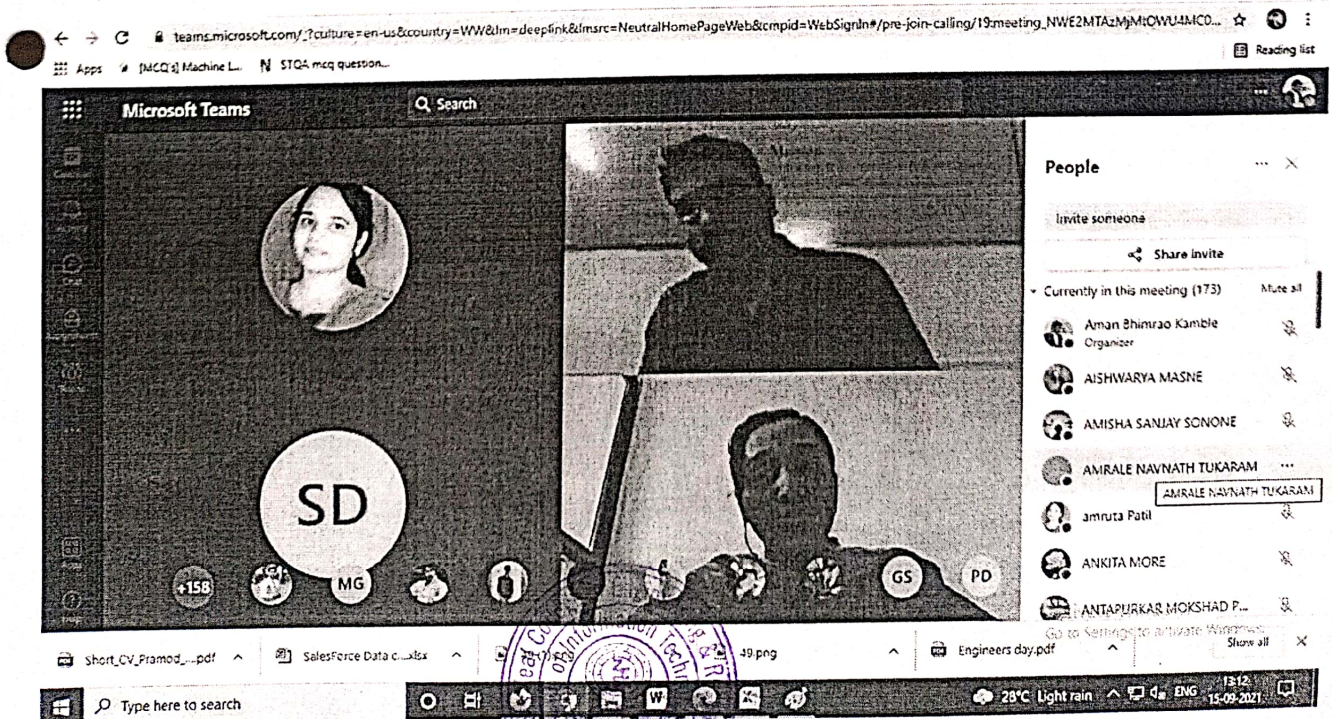 teams.microsoft.com/_?culture=en-us&country=WW&lm=deeplink&lmsrc=NeutralHomePageWeb&cmpid=WebSignIn#/pre-join-calling/19:meeting_NWE2MTAzMjMtOWU4MC0...
Reading list
Apps
[MCQ's] Machine L...
STQA mcq question...
Microsoft Teams
Search
People
Invite someone
Share invite
Currently in this meeting (173)
Mute all
Aman Bhimrao Kamble
Organizer
AISHWARYA MASNE
AMISHA SANJAY SONONE
AMRALE NAVNATH TUKARAM
AMRALE NAVNATH TUKARAM
amruta Patil
ANKITA MORE
ANTAPURKAR MOKSHAD P...
SD
+158
MG
GS
PD
Go to Settings to activate Windows.
Short_CV_Pramod_....pdf
SalesForce Data c....xlsx
49.png
Engineers day.pdf
Show all
Information Tech
Type here to search
28°C Light rain
ENG
13:12
15-09-2021